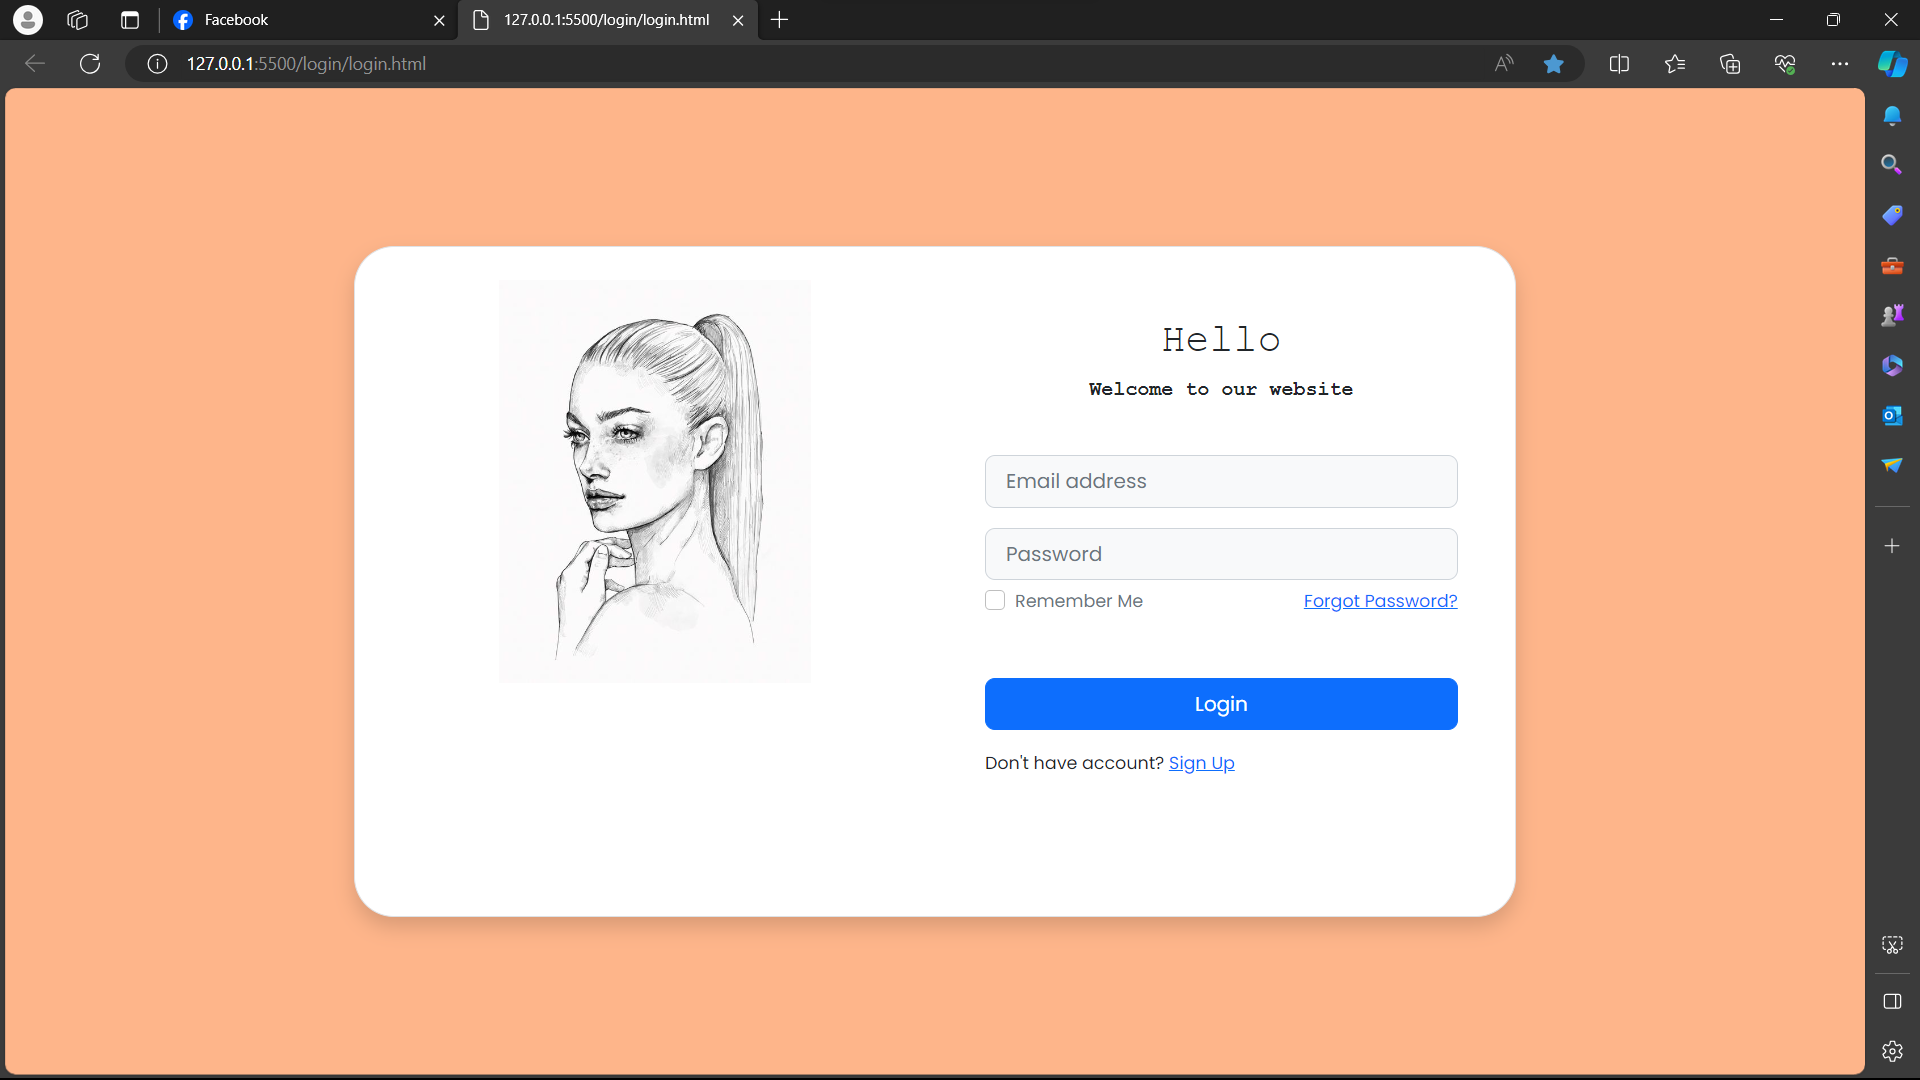 Facebook
127.0.0.1:5500/login/login.html
127.0.0.1:5500/login/login.html
Hello
Welcome to our website
Email address
Password
Remember Me
Forgot Password?
Login
Don't have account? Sign Up